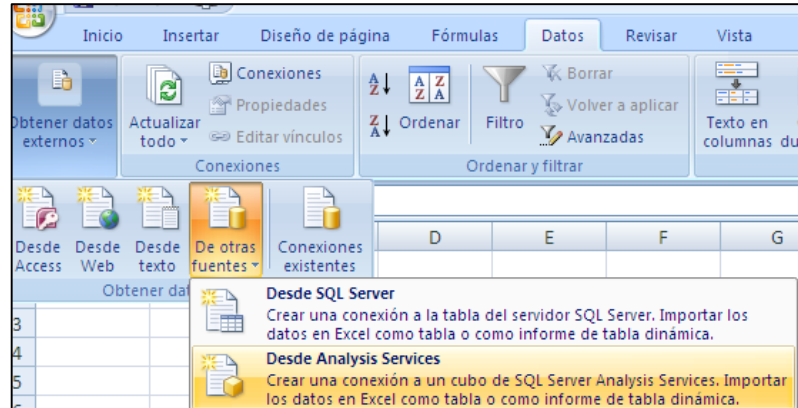 Inicio Insertar Diseño de página Fórmulas Datos Revisar Vista
Conexiones
Propiedades
Editar vínculos
Obtener datos externos
Actualizar todo
Ordenar
Filtro
Borrar
Volver a aplicar
Avanzadas
Texto en columnas
Conexiones
Ordenar y filtrar
Desde Access
Desde Web
Desde texto
De otras fuentes
Conexiones existentes
D E F G
3
4
5
Desde SQL Server
Crear una conexión a la tabla del servidor SQL Server. Importar los
datos en Excel como tabla o como informe de tabla dinámica.
Desde Analysis Services
Crear una conexión a un cubo de SQL Server Analysis Services. Importar
los datos en Excel como tabla o como informe de tabla dinámica.